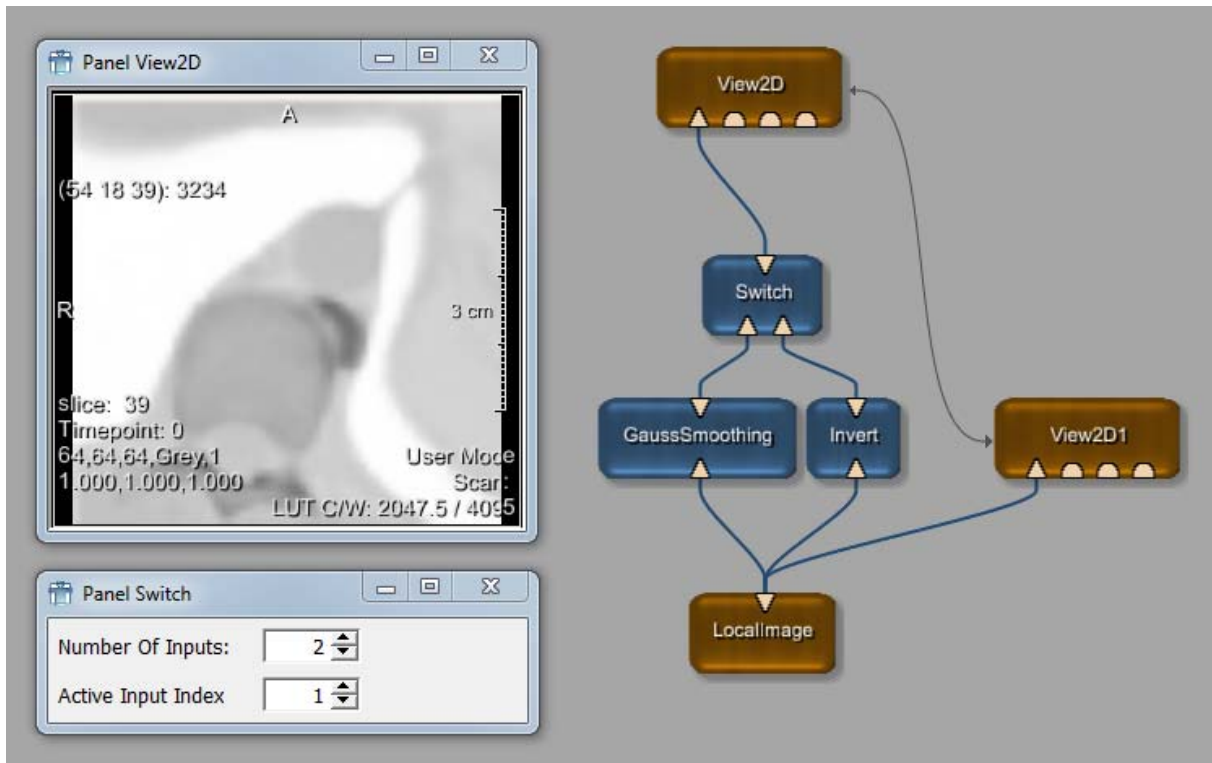 Panel View2D
A
(54 18 39): 3234
R
3 cm
slice: 39
Timepoint: 0
64,64,64,Grey,1
User Mode
1.000,1.000,1.000
Scan:
LUT C/W: 2047.5 / 4095
Panel Switch
Number Of Inputs: 2
Active Input Index 1
View2D
Switch
GaussSmoothing
Invert
View2D1
LocalImage